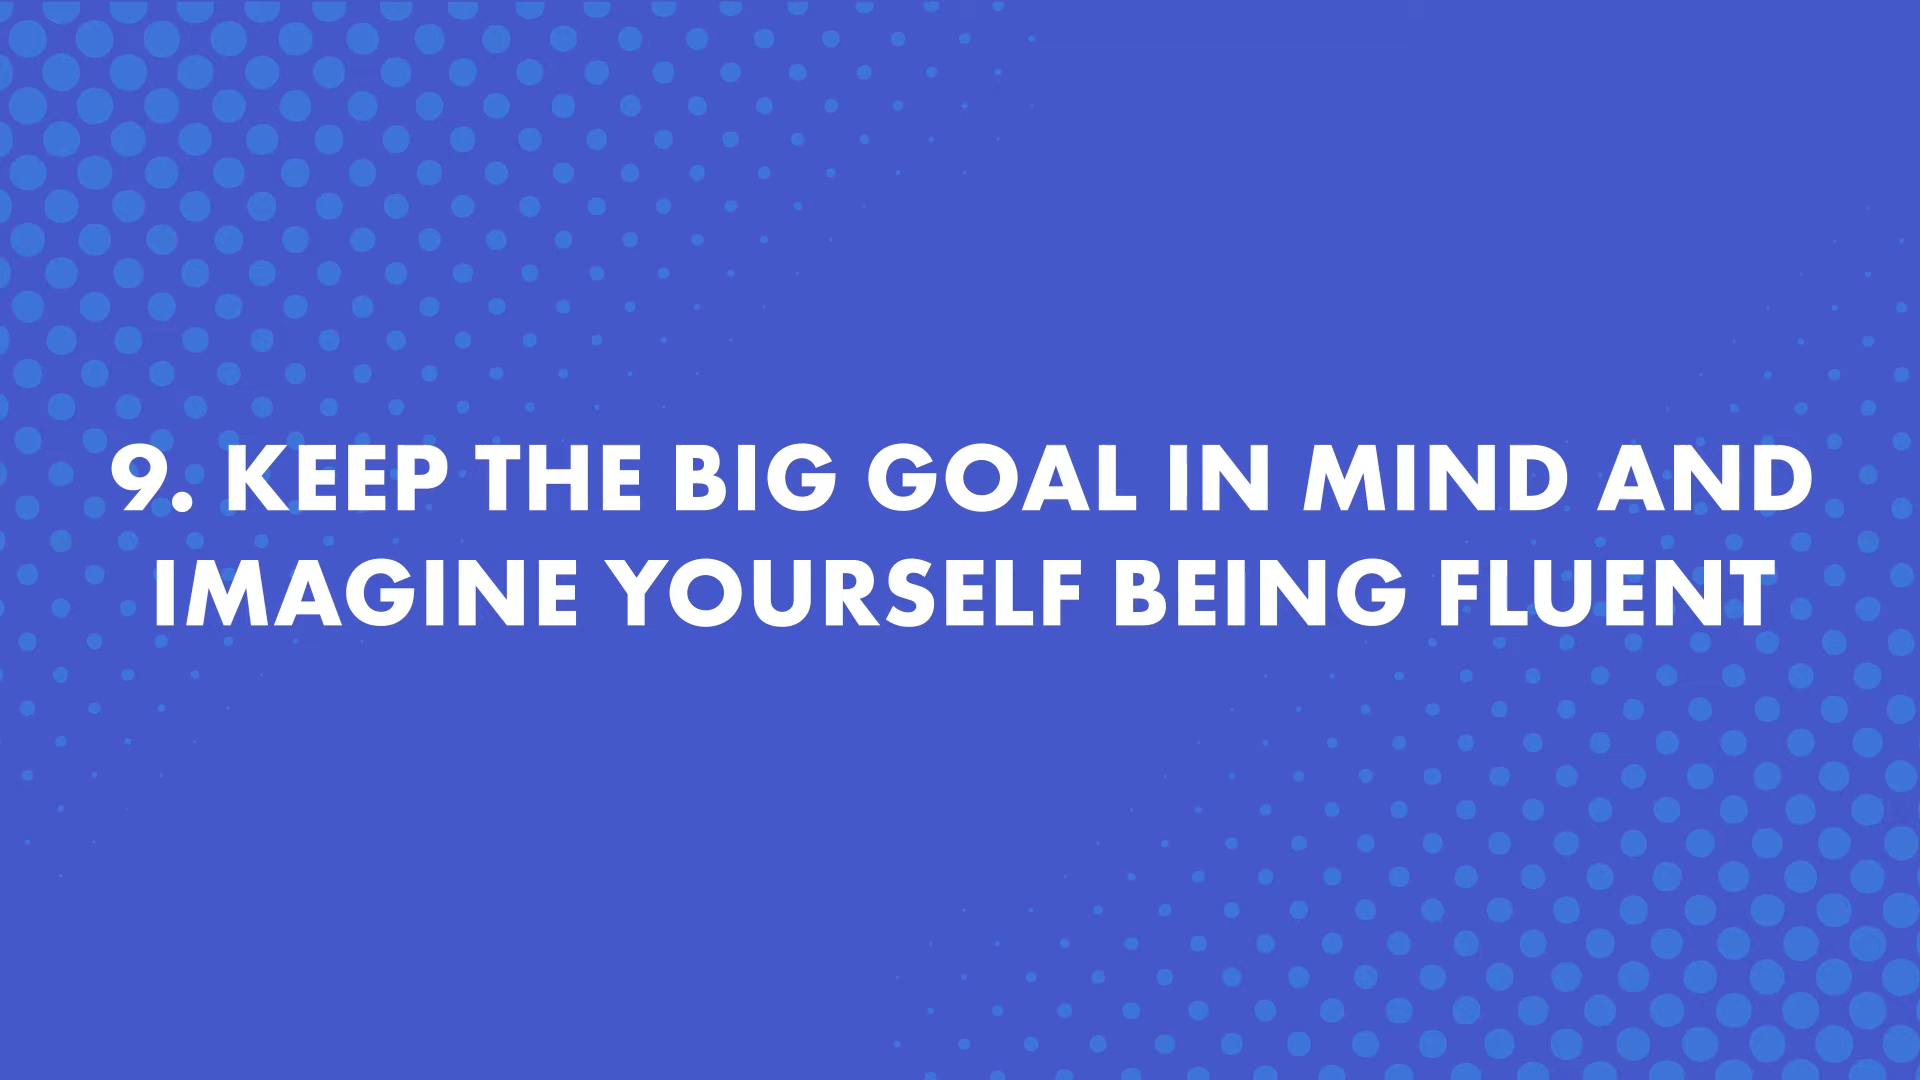 9. KEEP THE BIG GOAL IN MIND AND
IMAGINE YOURSELF BEING FLUENT